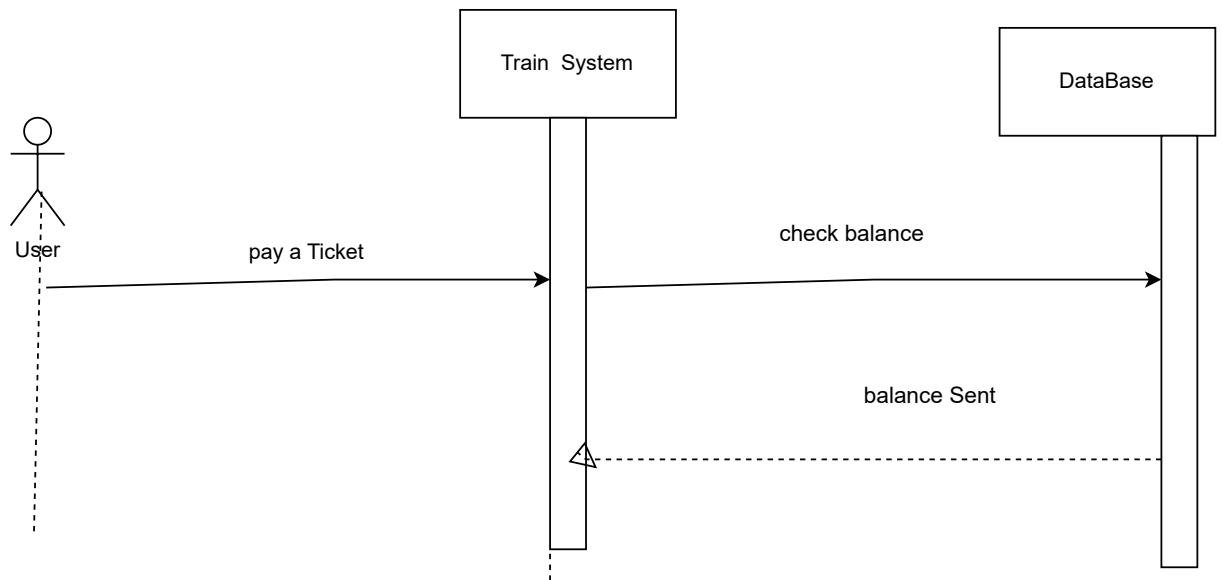 Train  System
DataBase
User
pay a Ticket
check balance
balance Sent